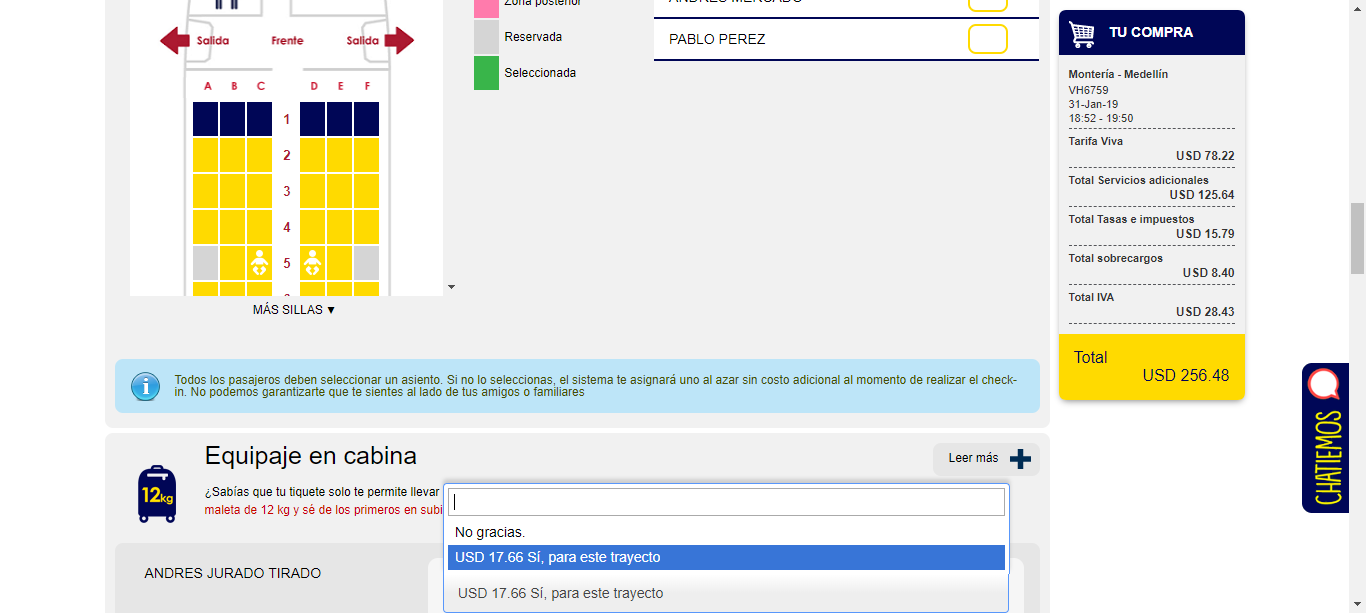 Zona posterior
ANDRES MERCADO
Reservada
PABLO PEREZ
Seleccionada
Salida
Frente
Salida
A B C D E F
1
2
3
4
5
MÁS SILLAS ▼
TU COMPRA
Montería - Medellín
VH6759
31-Jan-19
18:52 - 19:50
Tarifa Viva
USD 78.22
Total Servicios adicionales
USD 125.64
Total Tasas e impuestos
USD 15.79
Total sobrecargos
USD 8.40
Total IVA
USD 28.43
Total
USD 256.48
CHATIEMOS
Todos los pasajeros deben seleccionar un asiento. Si no lo seleccionas, el sistema te asignará uno al azar sin costo adicional al momento de realizar el check-
in. No podemos garantizarte que te sientes al lado de tus amigos o familiares
Equipaje en cabina
Leer más
12kg
¿Sabías que tu tiquete solo te permite llevar
maleta de 12 kg y sé de los primeros en subi
No gracias.
USD 17.66 Sí, para este trayecto
ANDRES JURADO TIRADO
USD 17.66 Sí, para este trayecto